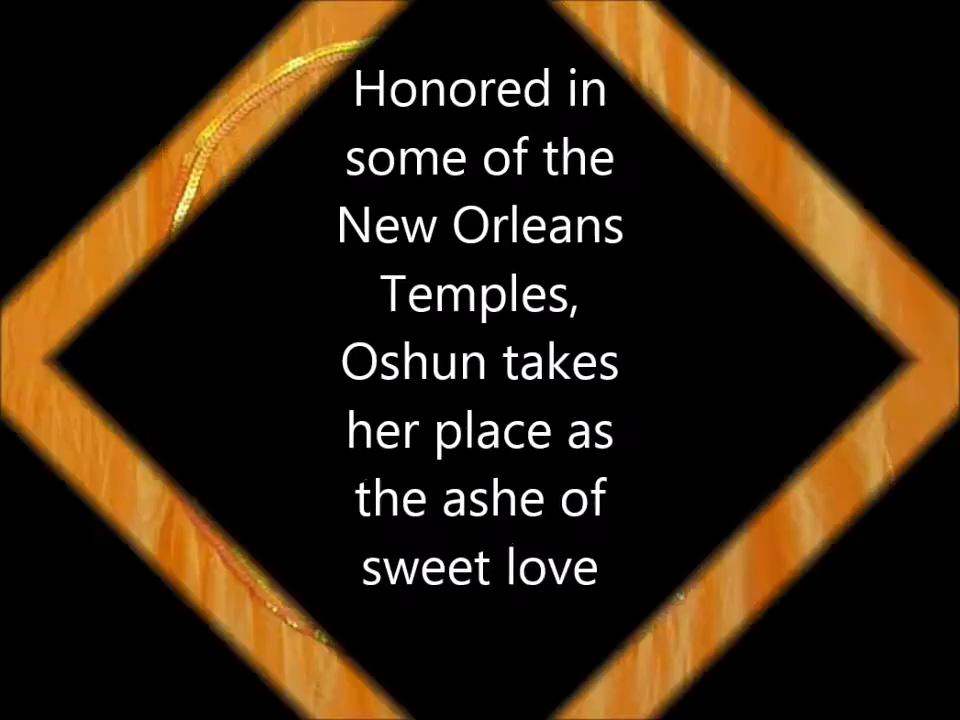 Honored in
some of the
New Orleans
Temples,
Oshun takes
her place as
the ashe of
sweet love